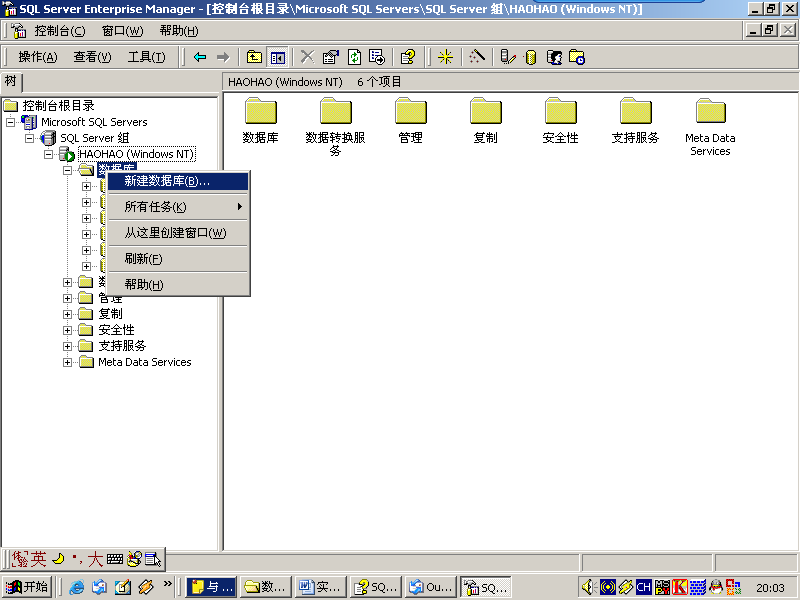 SQL Server Enterprise Manager - [控制台根目录\Microsoft SQL Servers\SQL Server 组\HAOHAO (Windows NT)]
控制台(C) 窗口(W) 帮助(H)
操作(A) 查看(V) 工具(T)
树
HAOHAO (Windows NT) 6 个项目
控制台根目录
Microsoft SQL Servers
SQL Server 组
HAOHAO (Windows NT)
数据库
新建数据库(B)...
所有任务(K)
从这里创建窗口(W)
刷新(F)
帮助(H)
管理
复制
安全性
支持服务
Meta Data Services
数据库
数据转换服务
管理
复制
安全性
支持服务
Meta Data Services
英 大
开始 与... 数... 实... SQ... Ou... SQ... CH 20:03